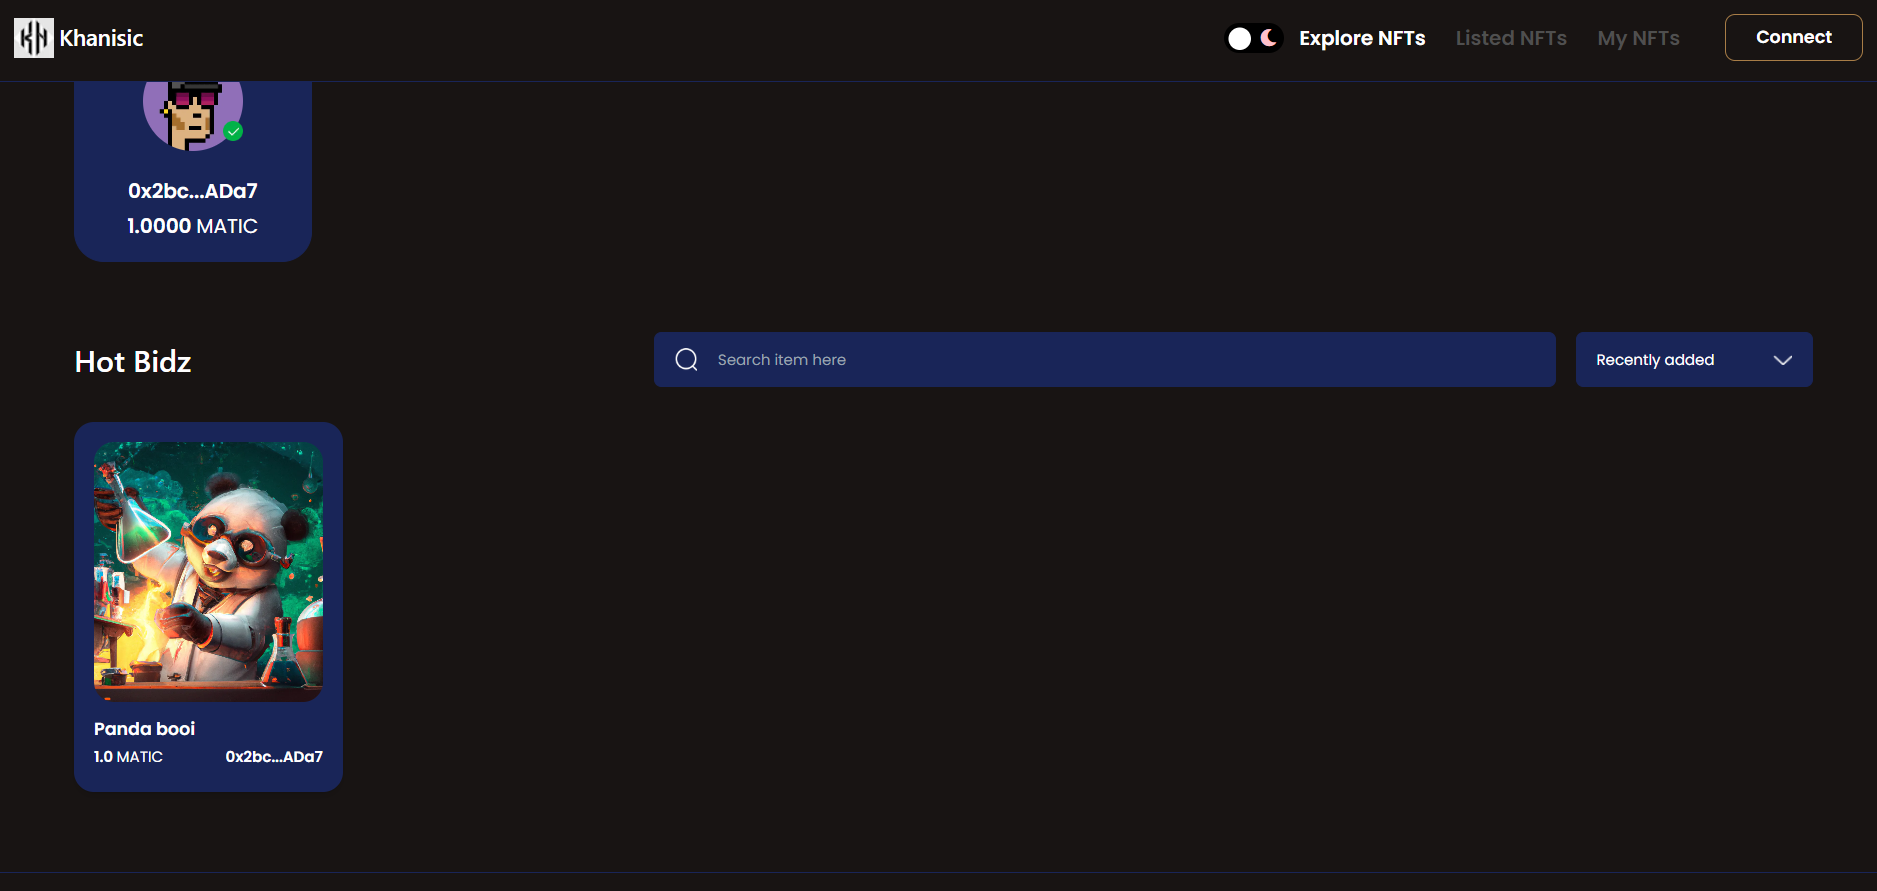 KN Khanisic
Explore NFTs
Listed NFTs
My NFTs
Connect
0x2bc...ADa7
1.0000 MATIC
Hot Bidz
Search item here
Recently added
Panda booi
1.0 MATIC
0x2bc...ADa7